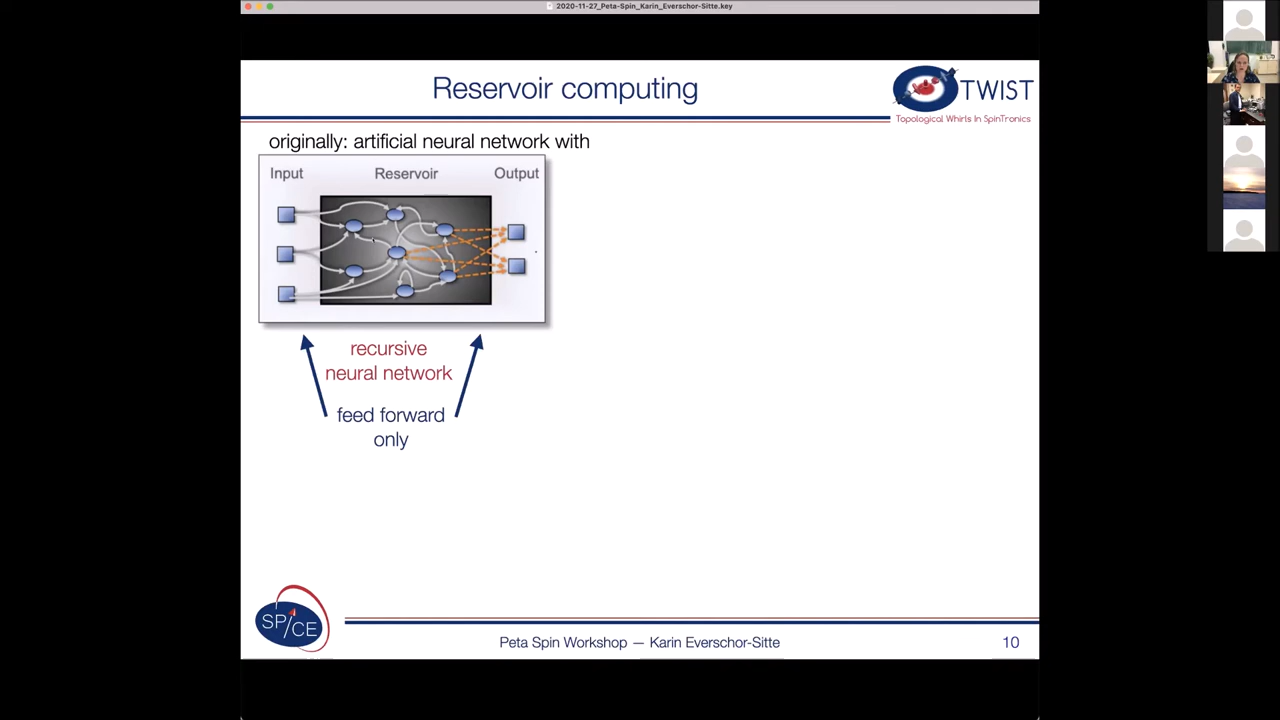 2020-11-27_Peta-Spin_Karin_Everschor-Sitte.key
Reservoir computing
TWIST
Topological Whirls In SpinTronics
originally: artificial neural network with
Input Reservoir Output
recursive
neural network
feed forward
only
SP/CE
Peta Spin Workshop — Karin Everschor-Sitte
10